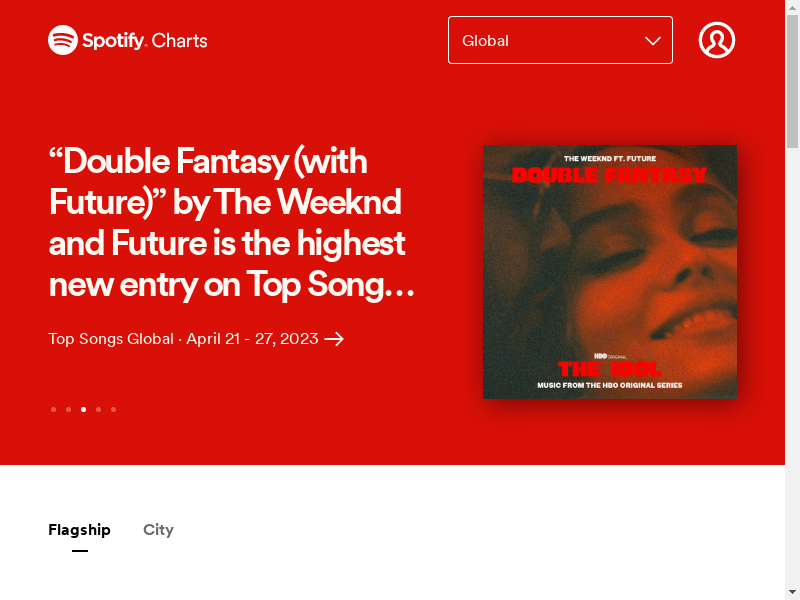 Spotify Charts
Global
“Double Fantasy (with
Future)” by The Weeknd
and Future is the highest
new entry on Top Song…
Top Songs Global · April 21 - 27, 2023
THE WEEKND FT. FUTURE
DOUBLE FANTASY
HBO ORIGINAL
THE IDOL
MUSIC FROM THE HBO ORIGINAL SERIES
Flagship
City